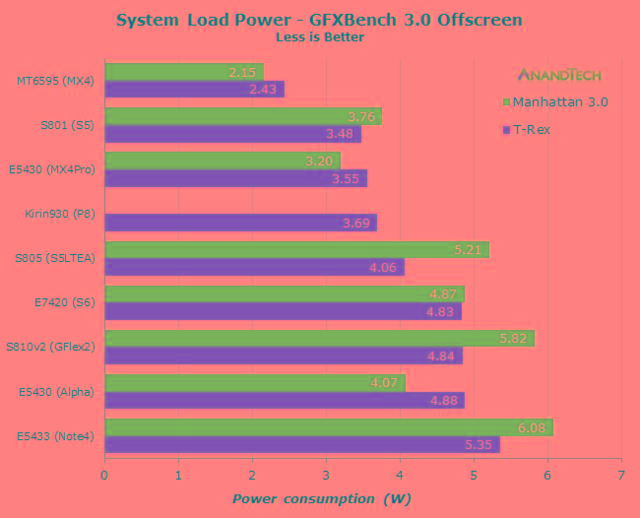 System Load Power - GFXBench 3.0 Offscreen
Less is Better
ANANDTECH
Manhattan 3.0
T-Rex
MT6595 (MX4)
2.15
2.43
S801 (S5)
3.76
3.48
E5430 (MX4Pro)
3.20
3.55
Kirin930 (P8)
3.69
S805 (S5LTEA)
5.21
4.06
E7420 (S6)
4.87
4.83
S810v2 (GFlex2)
5.82
4.84
E5430 (Alpha)
4.07
4.88
E5433 (Note4)
6.08
5.35
0 1 2 3 4 5 6 7
Power consumption (W)